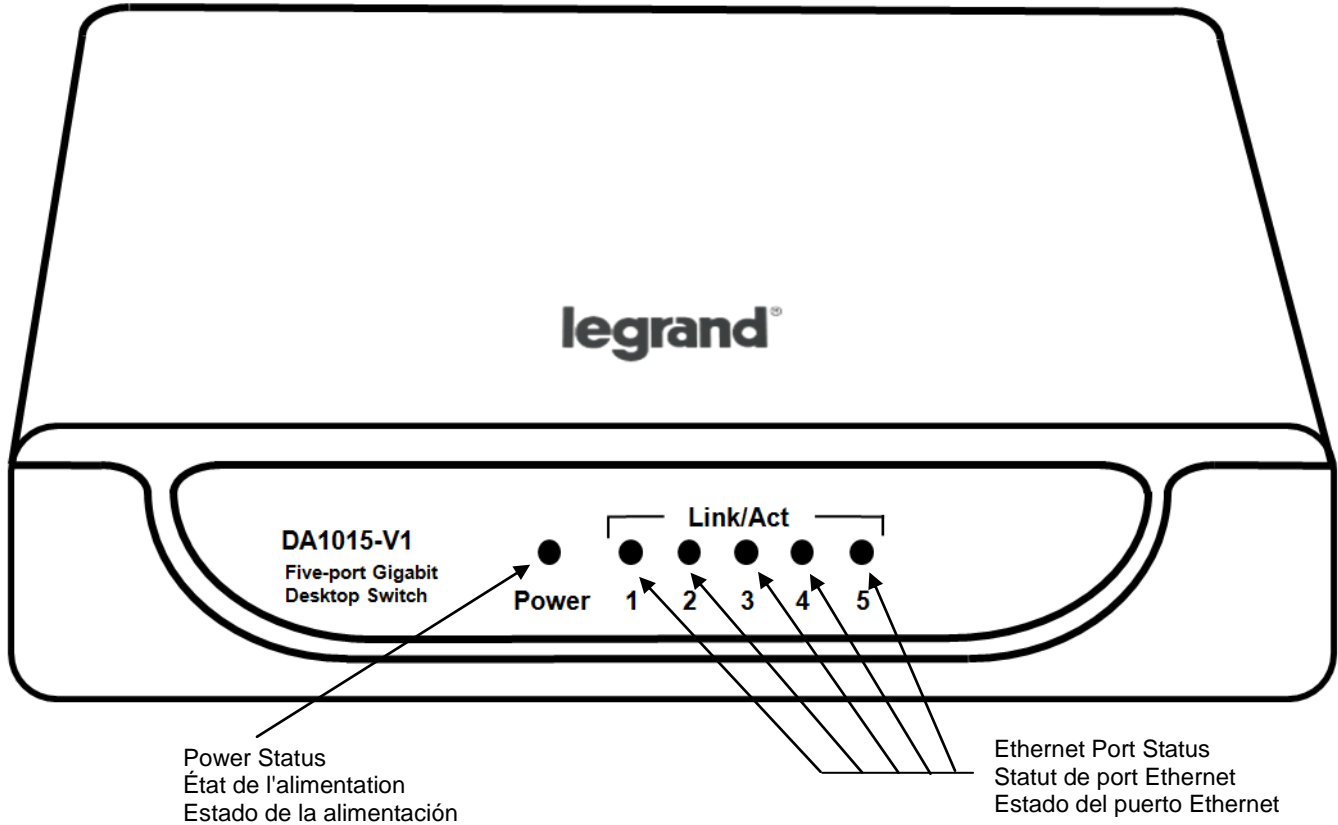 legrand®
Link/Act
DA1015-V1
Five-port Gigabit
Desktop Switch
Power 1 2 3 4 5
Power Status
État de l'alimentation
Estado de la alimentación
Ethernet Port Status
Statut de port Ethernet
Estado del puerto Ethernet